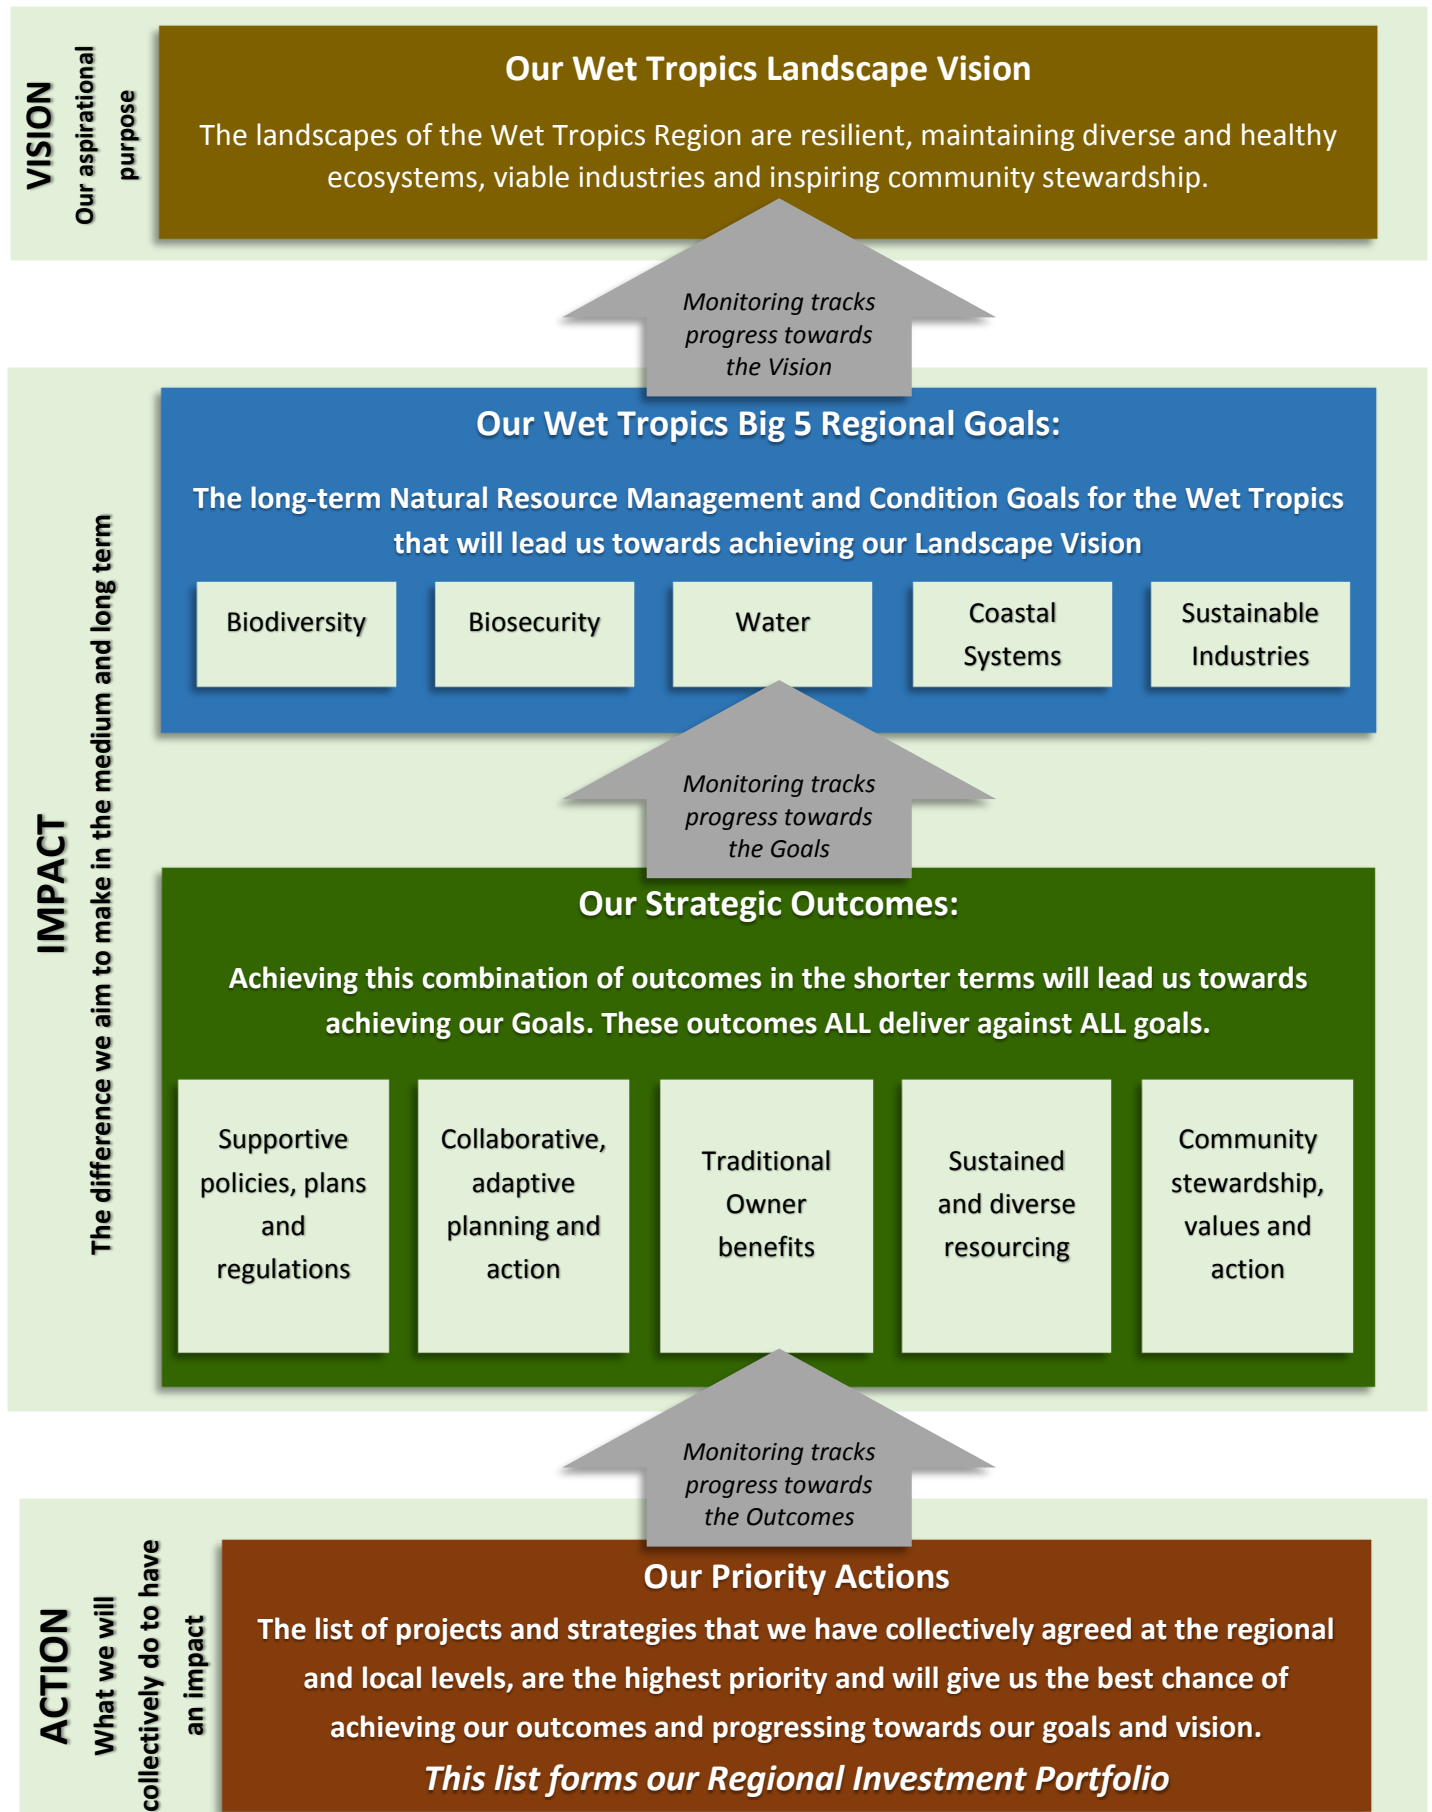 VISION
Our aspirational
purpose
Our Wet Tropics Landscape Vision
The landscapes of the Wet Tropics Region are resilient, maintaining diverse and healthy
ecosystems, viable industries and inspiring community stewardship.
Monitoring tracks
progress towards
the Vision
IMPACT
The difference we aim to make in the medium and long term
Our Wet Tropics Big 5 Regional Goals:
The long-term Natural Resource Management and Condition Goals for the Wet Tropics
that will lead us towards achieving our Landscape Vision
Biodiversity
Biosecurity
Water
Coastal
Systems
Sustainable
Industries
Monitoring tracks
progress towards
the Goals
Our Strategic Outcomes:
Achieving this combination of outcomes in the shorter terms will lead us towards
achieving our Goals. These outcomes ALL deliver against ALL goals.
Supportive
policies, plans
and
regulations
Collaborative,
adaptive
planning and
action
Traditional
Owner
benefits
Sustained
and diverse
resourcing
Community
stewardship,
values and
action
Monitoring tracks
progress towards
the Outcomes
ACTION
What we will
collectively do to have
an impact
Our Priority Actions
The list of projects and strategies that we have collectively agreed at the regional
and local levels, are the highest priority and will give us the best chance of
achieving our outcomes and progressing towards our goals and vision.
This list forms our Regional Investment Portfolio